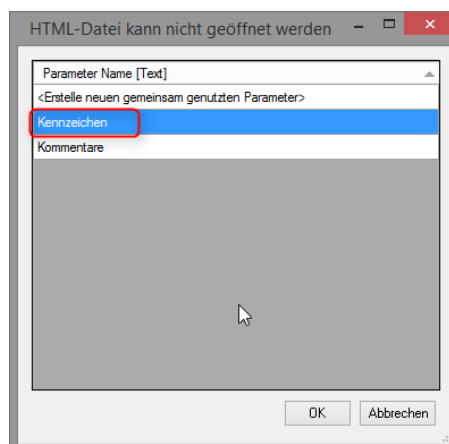 HTML-Datei kann nicht geöffnet werden
Parameter Name [Text]
<Erstelle neuen gemeinsam genutzten Parameter>
Kennzeichen
Kommentare
OK Abbrechen